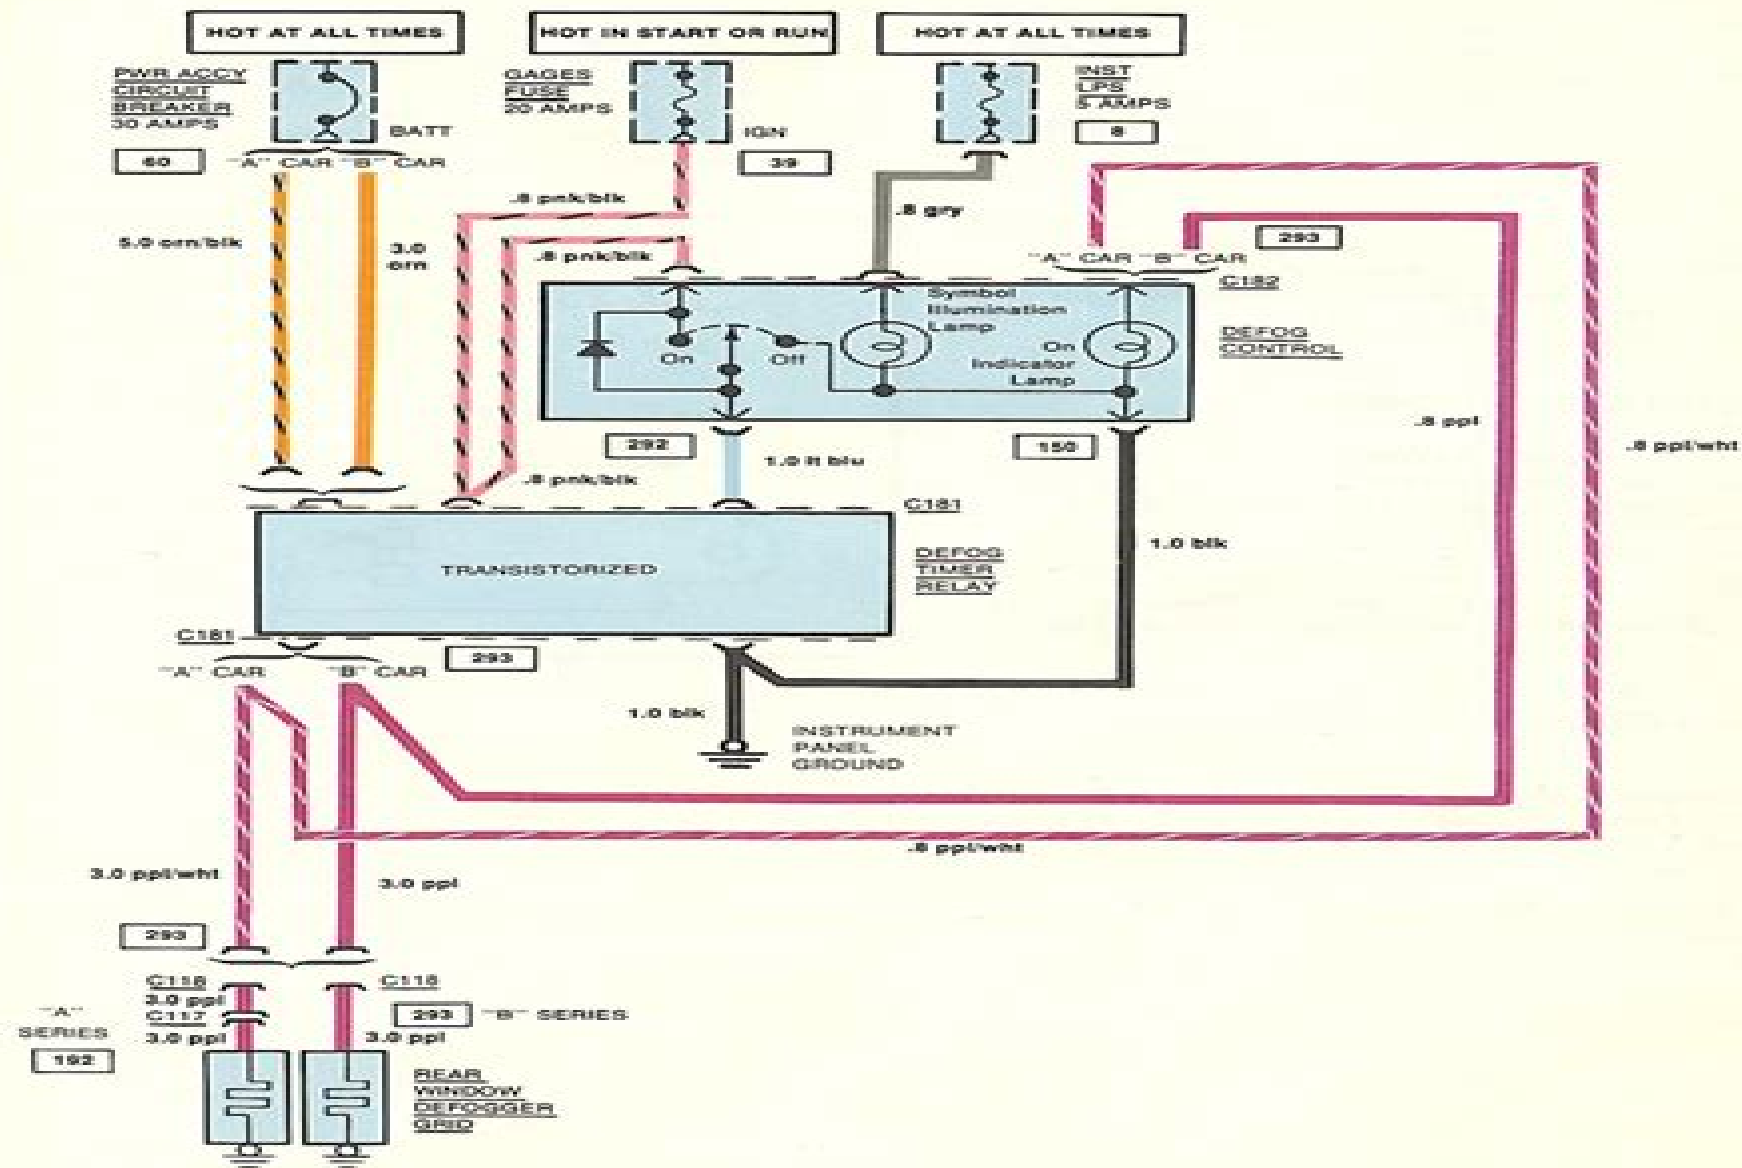 HOT AT ALL TIMES
HOT IN START OR RUN
HOT AT ALL TIMES
PWR ACCY
CIRCUIT
BREAKER
30 AMPS
BATT
60
"A" CAR "B" CAR
GAGES
FUSE
20 AMPS
IGN
39
INST
LPS
5 AMPS
8
.8 pnk/blk
.8 gry
5.0 orn/blk
3.0
orn
.8 pnk/blk
293
"A" CAR "B" CAR
C182
Symbol
Illumination
Lamp
On
Off
On
Indicator
Lamp
DEFOG
CONTROL
292
1.0 lt blu
150
.8 ppl
.8 ppl/wht
.8 pnk/blk
C181
TRANSISTORIZED
DEFOG
TIMER
RELAY
1.0 blk
C181
293
"A" CAR
"B" CAR
1.0 blk
INSTRUMENT
PANEL
GROUND
.8 ppl/wht
3.0 ppl/wht
3.0 ppl
293
C118
C118
3.0 ppl
C117
3.0 ppl
293 "B" SERIES
3.0 ppl
"A"
SERIES
192
REAR
WINDOW
DEFOGGER
GRID